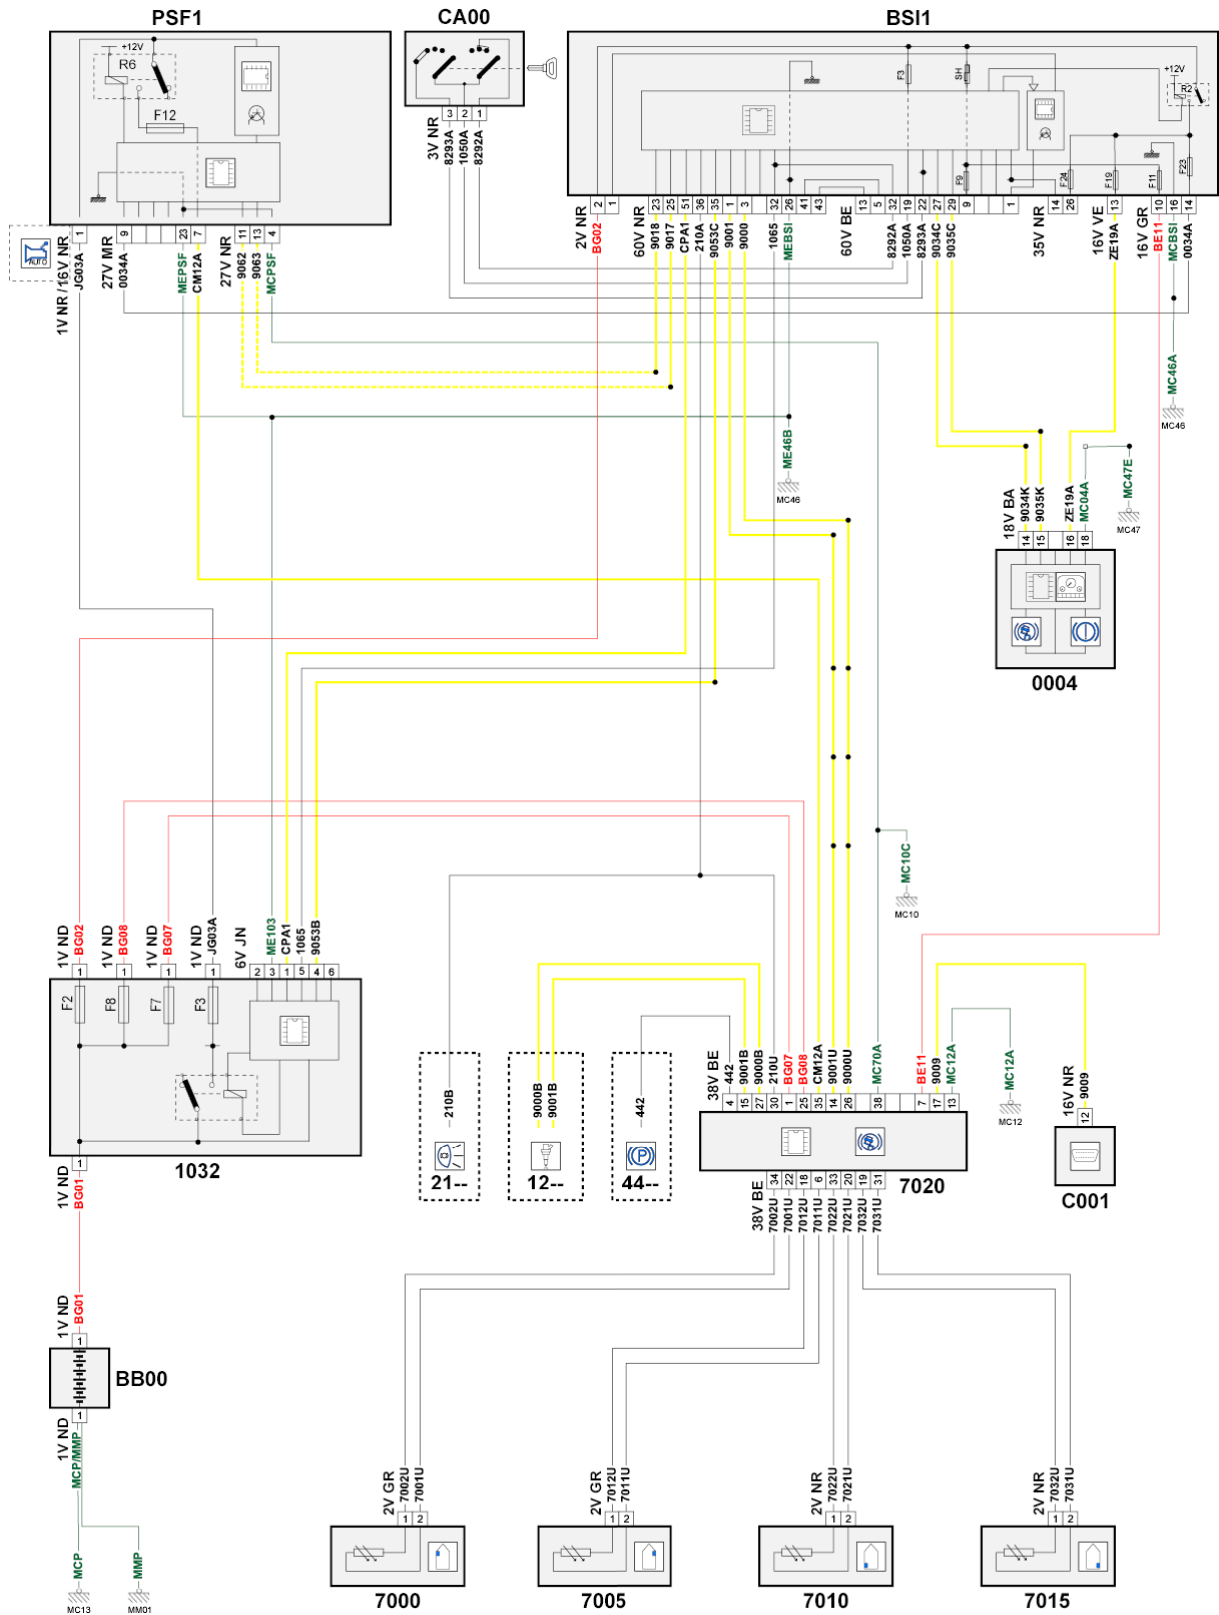 PSF1
CA00
BSI1
+12V
R6
F12
F3
SH
+12V
R2
F9
F24
F19
F11
F23
AUTO
1
9
23
7
11
13
4
3
2
1
2
1
23
25
51
36
35
1
3
32
26
41
43
13
5
32
19
22
27
29
9
1
14
26
13
10
16
14
1V NR / 16V NR
JG03A
27V MR
0034A
MEPSF
CM12A
27V NR
9062
9063
MCPSF
3V NR
8293A
1050A
8292A
2V NR
BG02
60V NR
9018
9017
CPA1
210A
9053C
9001
9000
1065
MEBSI
60V BE
8292A
1050A
8293A
9034C
9035C
35V NR
16V VE
ZE19A
16V GR
BE11
MCBSI
0034A
MC46A
MC46
ME46B
MC46
18V BA
9034K
9035K
ZE19A
MC04A
MC47E
MC47
14
15
16
18
0004
MC10C
MC10
1V ND
BG02
1V ND
BG08
1V ND
BG07
1V ND
JG03A
6V JN
ME103
CPA1
1065
9053B
1
1
1
1
2
3
1
5
4
6
F2
F8
F7
F3
1032
1
1V ND
BG01
1V ND
BG01
1
BB00
1
1V ND
MCP/MMP
MCP
MMP
MC13
MM01
210B
21--
9000B
9001B
12--
442
44--
38V BE
442
9001B
9000B
210U
BG07
BG08
CM12A
9001U
9000U
MC70A
BE11
9009
MC12A
MC12A
MC12
4
15
27
30
1
25
35
14
26
38
7
17
13
7020
16V NR
9009
12
C001
34
22
18
6
33
20
19
31
38V BE
7002U
7001U
7012U
7011U
7022U
7021U
7032U
7031U
2V GR
7002U
7001U
1
2
7000
2V GR
7012U
7011U
1
2
7005
2V NR
7022U
7021U
1
2
7010
2V NR
7032U
7031U
1
2
7015